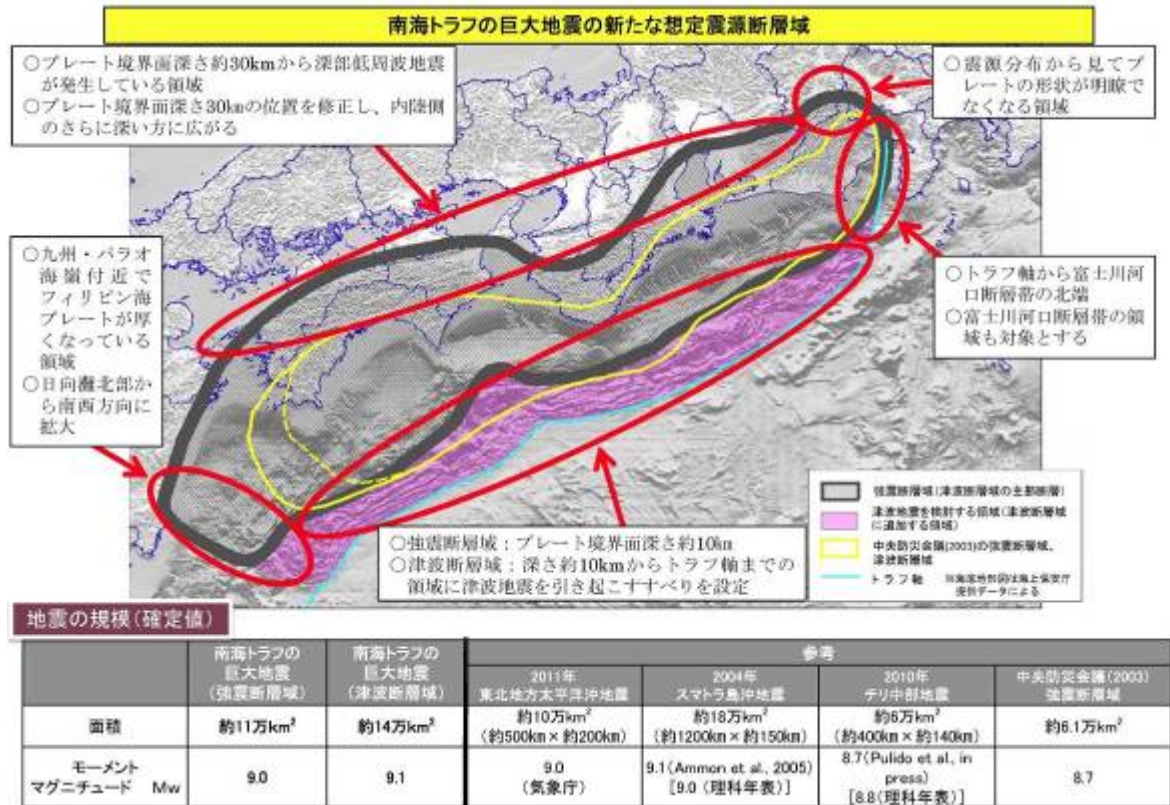 南海トラフの巨大地震の新たな想定震源断層域
○プレート境界面深さ約30kmから深部低周波地震
が発生している領域
○プレート境界面深さ30kmの位置を修正し、内陸側
のさらに深い方に広がる
○震源分布から見てプ
レートの形状が明瞭で
なくなる領域
○九州・パラオ
海嶺付近で
フィリピン海
プレートが厚
くなっている
領域
○日向灘北部か
ら南西方向に
拡大
○トラフ軸から富士川河
口断層帯の北端
○富士川河口断層帯の領
域も対象とする
○強震断層域：プレート境界面深さ約10km
○津波断層域：深さ約10kmからトラフ軸までの
領域に津波地震を引き起こすすべりを設定
強震断層域(津波断層域の主部断層)
津波地震を検討する領域(津波断層域
に追加する領域)
中央防災会議(2003)の強震断層域、
津波断層域
トラフ軸
※海底地形図は海上保安庁
提供データによる
地震の規模(確定値)
南海トラフの
巨大地震
(強震断層域)
南海トラフの
巨大地震
(津波断層域)
参考
2011年
東北地方太平洋沖地震
2004年
スマトラ島沖地震
2010年
チリ中部地震
中央防災会議(2003)
強震断層域
面積
約11万km²
約14万km²
約10万km²
(約500km×約200km)
約18万km²
(約1200km×約150km)
約6万km²
(約400km×約140km)
約6.1万km²
モーメント
マグニチュード Mw
9.0
9.1
9.0
(気象庁)
9.1(Ammon et al., 2005)
[9.0 (理科年表)]
8.7(Pulido et al., in
press)
[8.8(理科年表)]
8.7